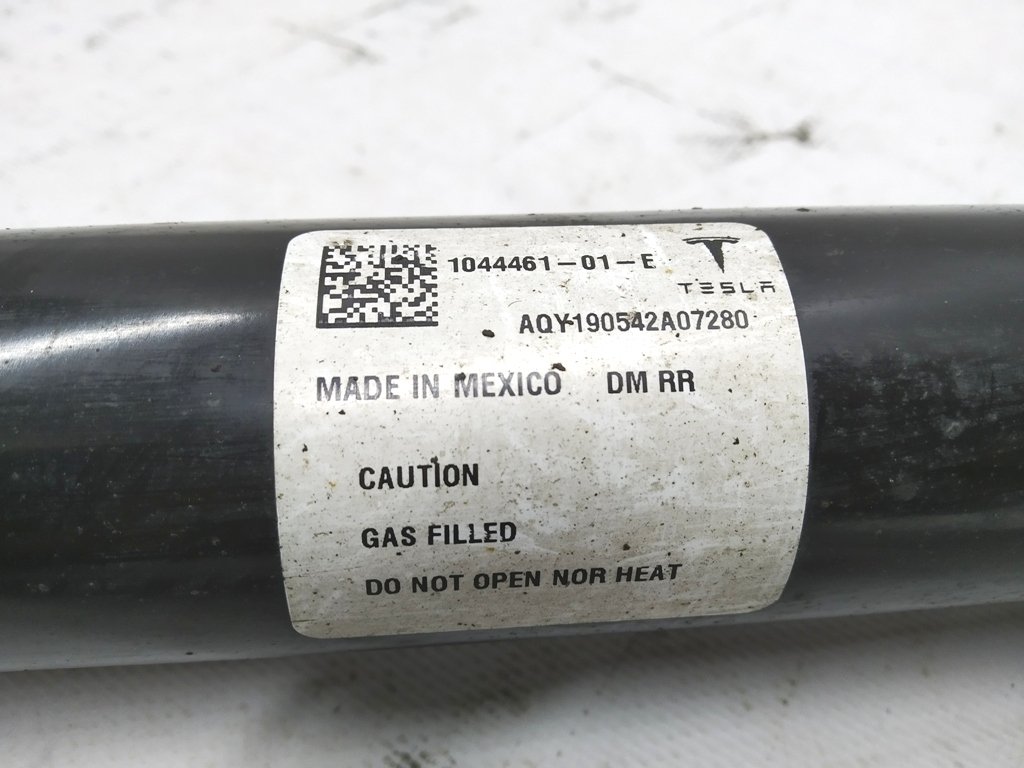 1044461-01-E
TESLA
AQY190542A07280
MADE IN MEXICO DM RR
CAUTION
GAS FILLED
DO NOT OPEN NOR HEAT